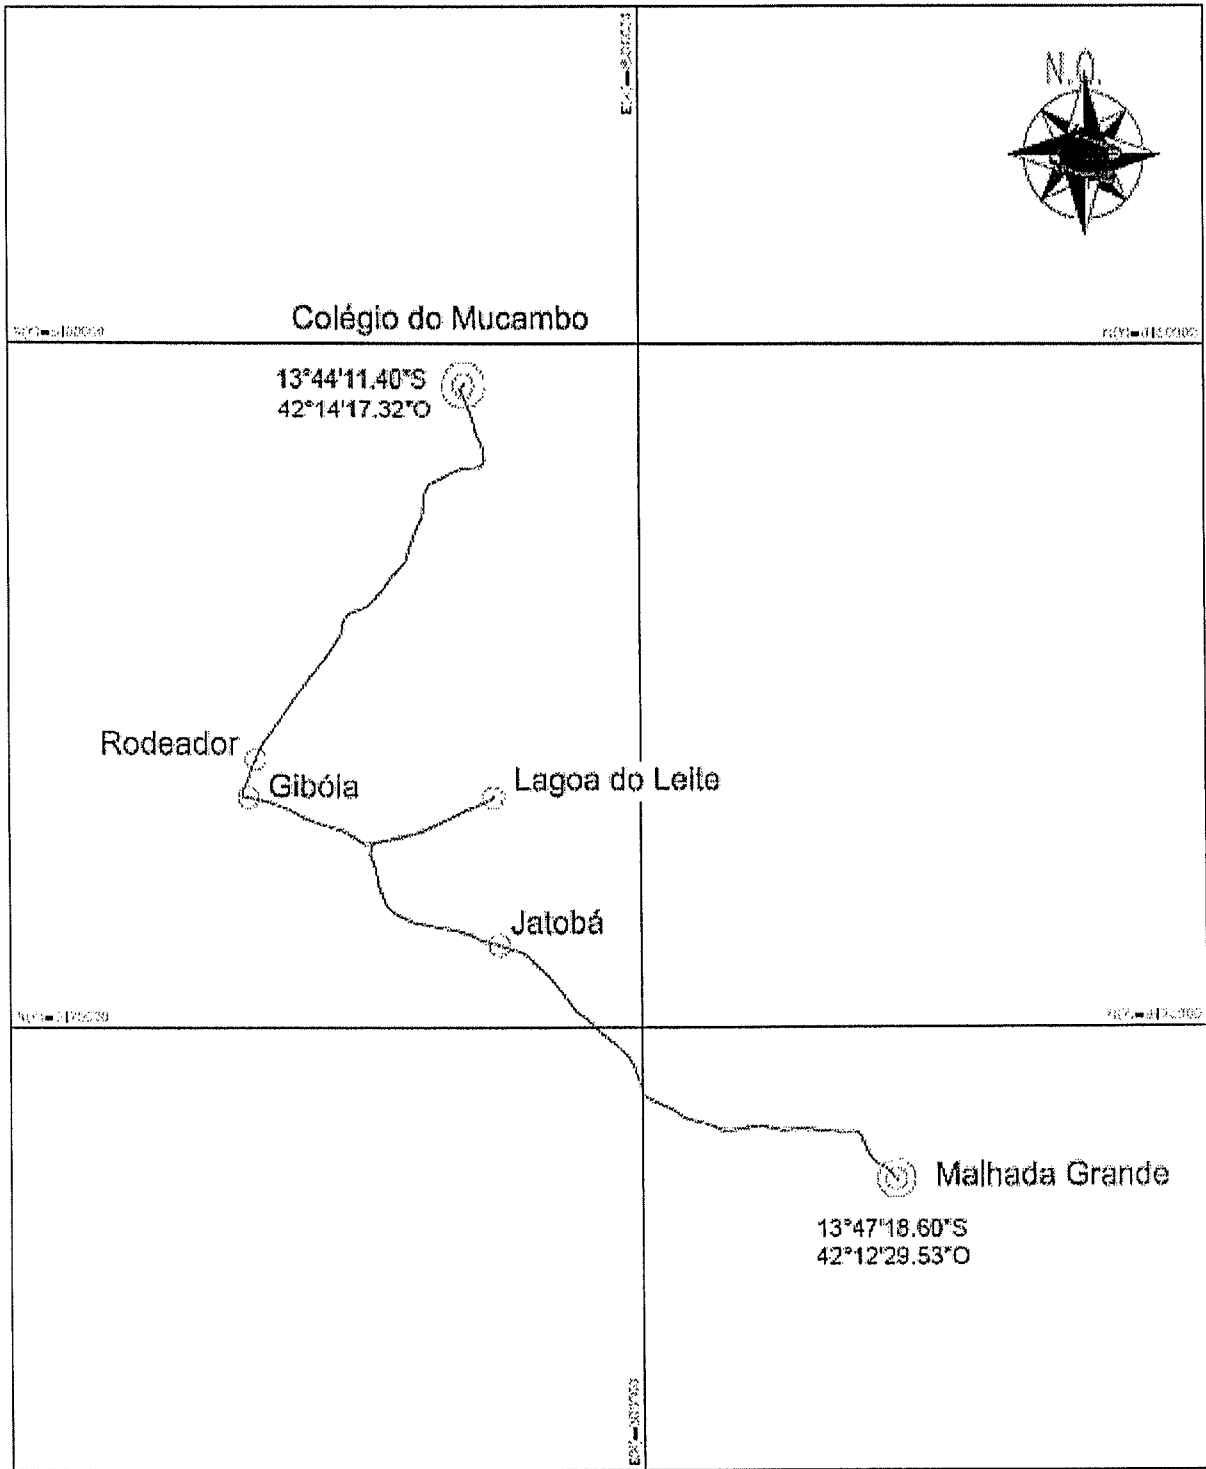 N.Q.
Colégio do Mucambo
13°44'11.40"S
42°14'17.32"O
Rodeador
Gibóia
Lagoa do Leite
Jatobá
Malhada Grande
13°47'18.60"S
42°12'29.53"O